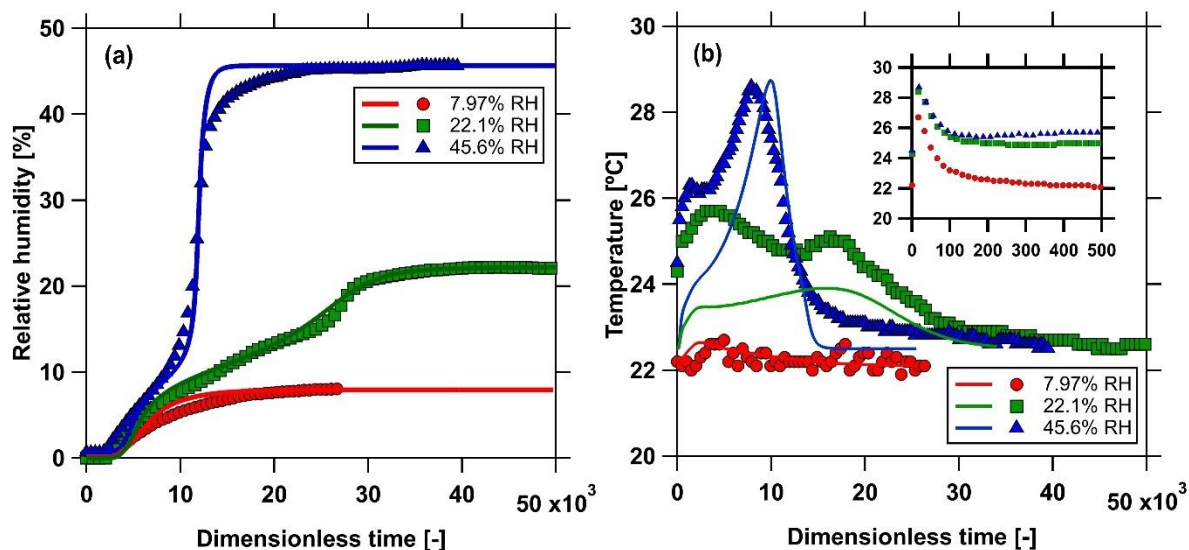 (a)
Relative humidity [%]
50
40
30
20
10
0
7.97% RH
22.1% RH
45.6% RH
0
10
20
30
40
50 x10³
Dimensionless time [-]
(b)
Temperature [ºC]
30
28
26
24
22
20
30
28
26
24
22
20
0
100
200
300
400
500
7.97% RH
22.1% RH
45.6% RH
0
10
20
30
40
50 x10³
Dimensionless time [-]